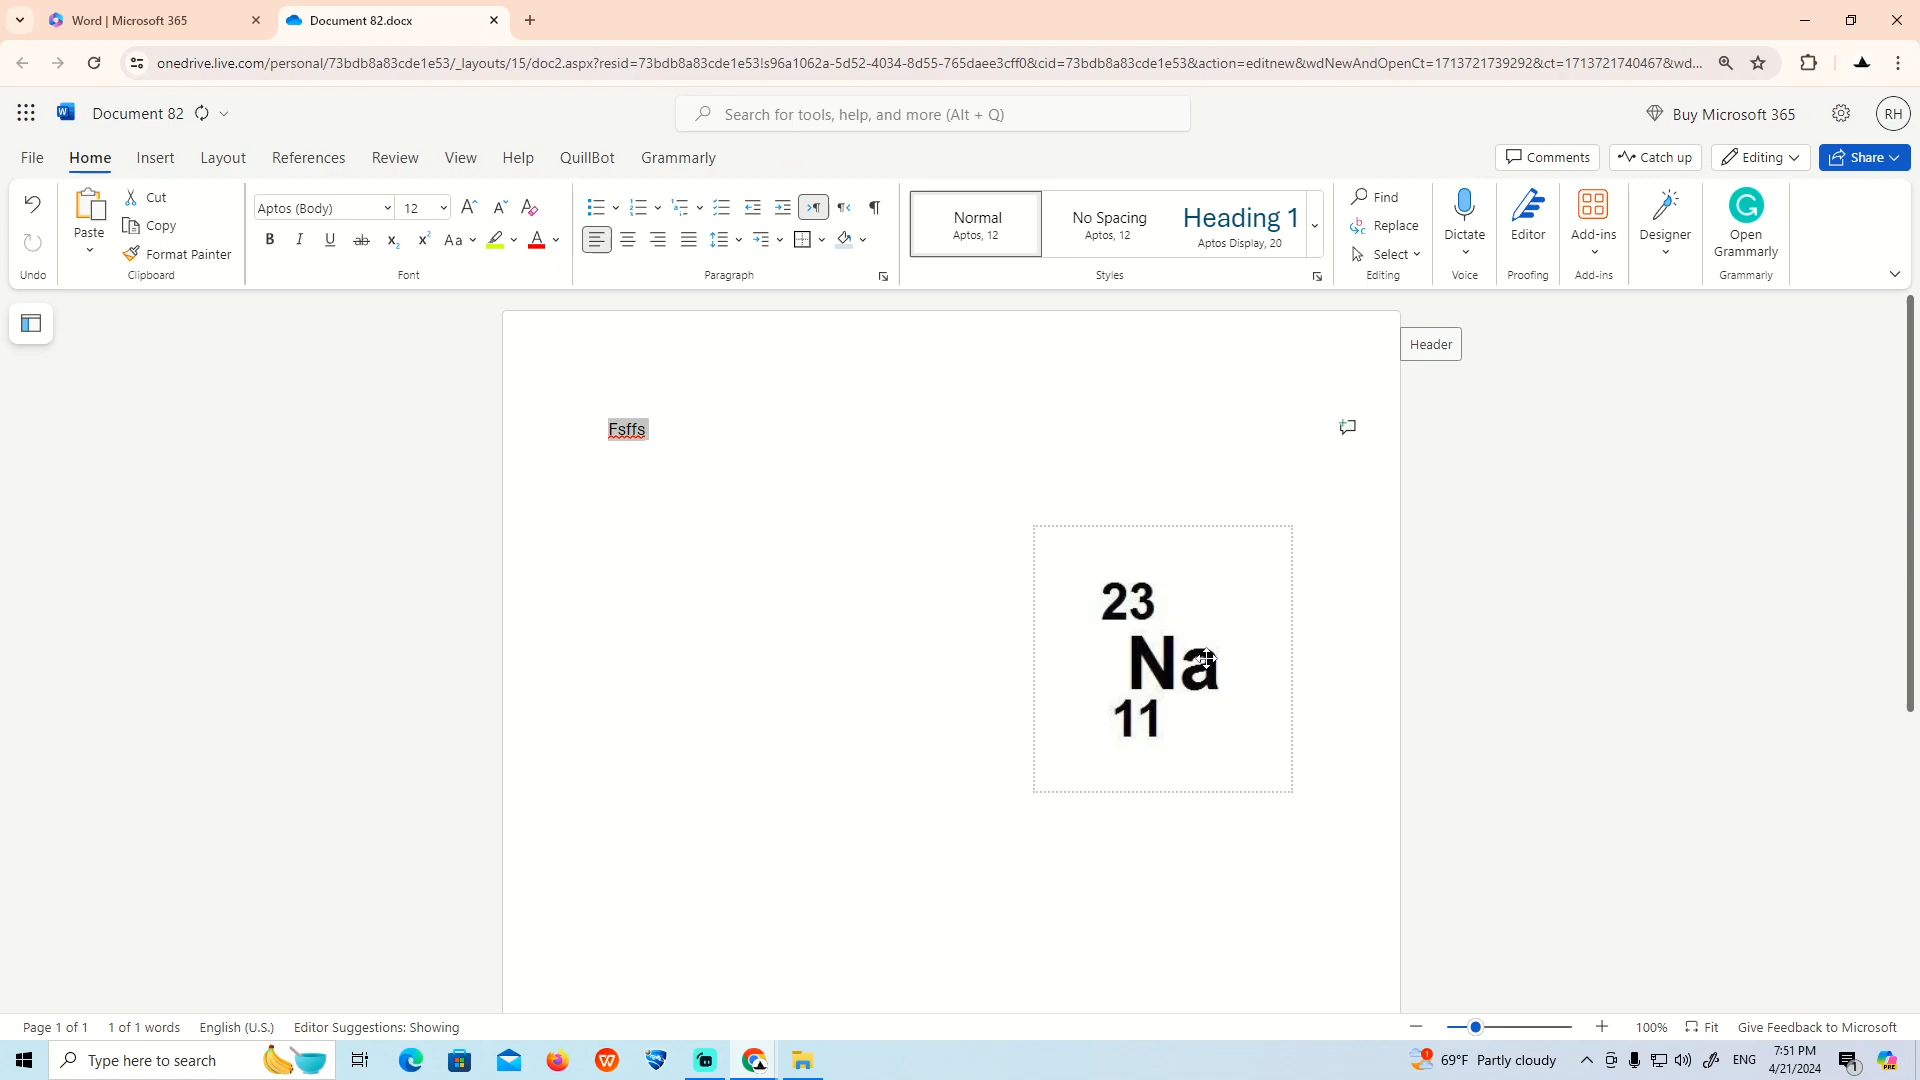 Word | Microsoft 365
Document 82.docx
onedrive.live.com/personal/73bdb8a83cde1e53/_layouts/15/doc2.aspx?resid=73bdb8a83cde1e53!s96a1062a-5d52-4034-8d55-765daee3cff0&cid=73bdb8a83cde1e53&action=editnew&wdNewAndOpenCt=1713721739292&ct=1713721740467&wd...
Document 82
Search for tools, help, and more (Alt + Q)
Buy Microsoft 365
RH
File Home Insert Layout References Review View Help QuillBot Grammarly
Comments Catch up Editing Share
Paste
Cut
Copy
Format Painter
Aptos (Body) 12
Normal
Aptos, 12
No Spacing
Aptos, 12
Heading 1
Aptos Display, 20
Find
Replace
Select
Dictate
Editor
Add-ins
Designer
Open
Grammarly
Undo Clipboard Font Paragraph Styles Editing Voice Proofing Add-ins Grammarly
Header
Fsffs
23
Na
11
Page 1 of 1 1 of 1 words English (U.S.) Editor Suggestions: Showing
100% Fit Give Feedback to Microsoft
Type here to search
69°F Partly cloudy
ENG
7:51 PM
4/21/2024